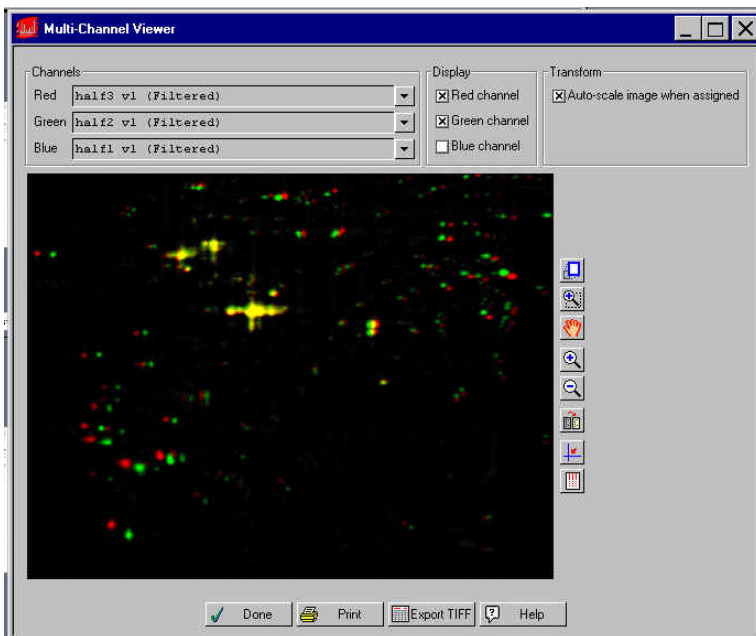 Multi-Channel Viewer
Channels
Display
Transform
Red half3 v1 (Filtered)
Red channel
Auto-scale image when assigned
Green half2 v1 (Filtered)
Green channel
Blue half1 v1 (Filtered)
Blue channel
Done
Print
Export TIFF
Help